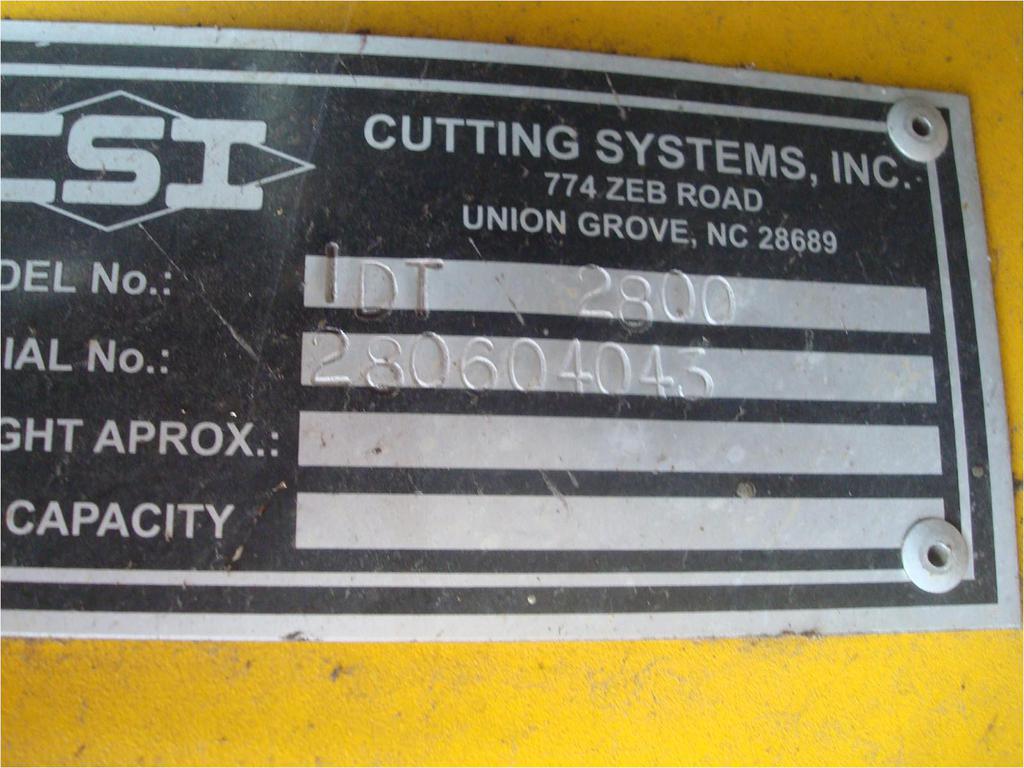 CSI
CUTTING SYSTEMS, INC.
774 ZEB ROAD
UNION GROVE, NC 28689
DEL No.: IDT 2800
IAL No.: 280604043
GHT APROX.:
CAPACITY